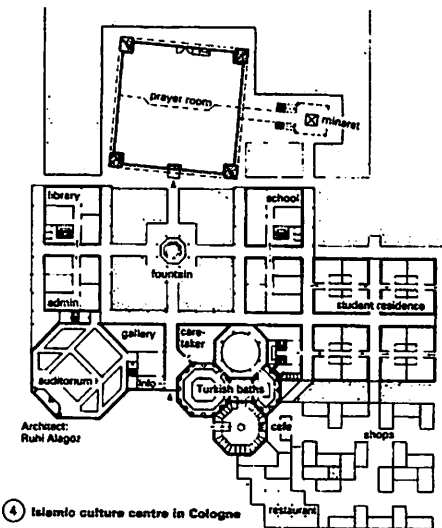 prayer room
minaret
library
school
fountain
admin.
student residence
gallery
care-
taker
auditorium
info
Turkish baths
Architect:
Ruhi Alagöz
cafe
shops
restaurant
4 Islamic culture centre in Cologne